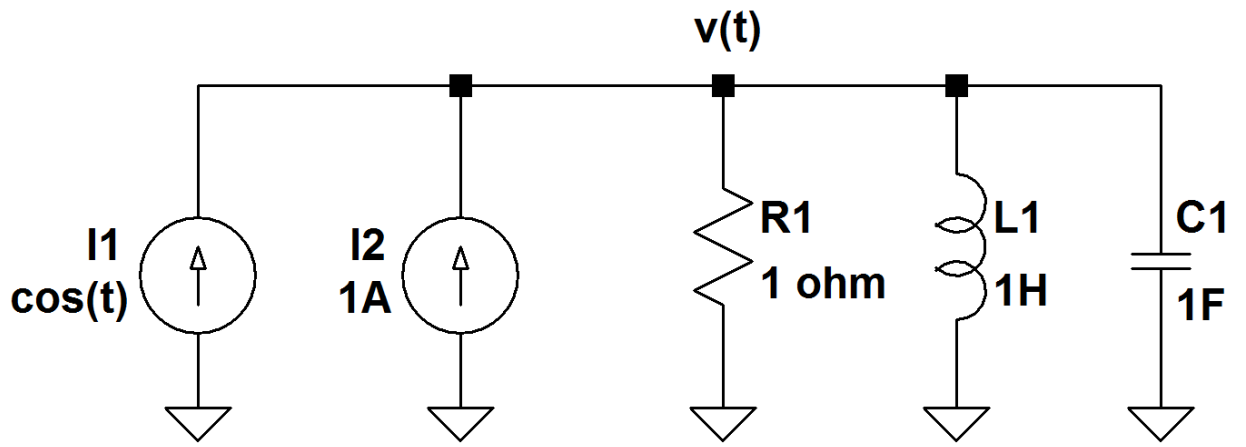 v(t)
I1
cos(t)
I2
1A
R1
1 ohm
L1
1H
C1
1F